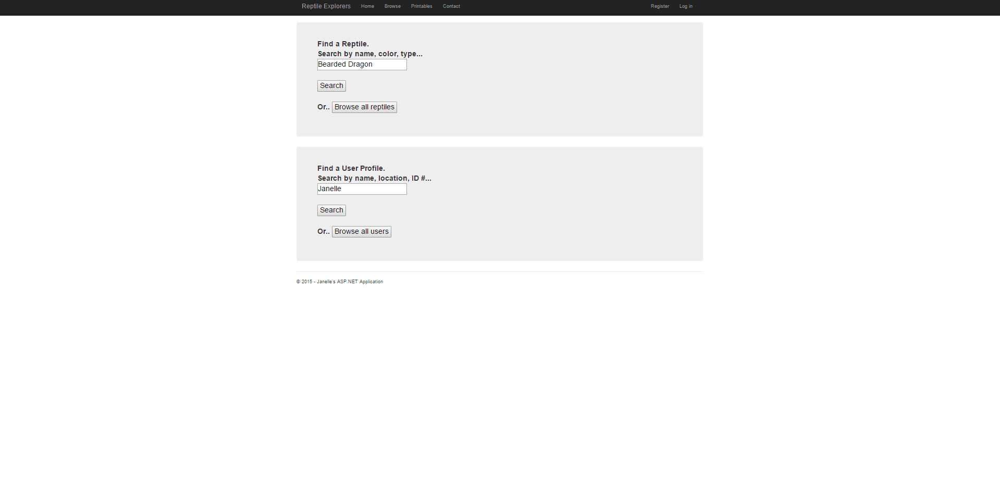 Reptile Explorers Home Browse Printables Contact Register Log in
Find a Reptile.
Search by name, color, type...
Bearded Dragon
Search
Or.. Browse all reptiles
Find a User Profile.
Search by name, location, ID #...
Janelle
Search
Or.. Browse all users
© 2015 - Janelle's ASP.NET Application